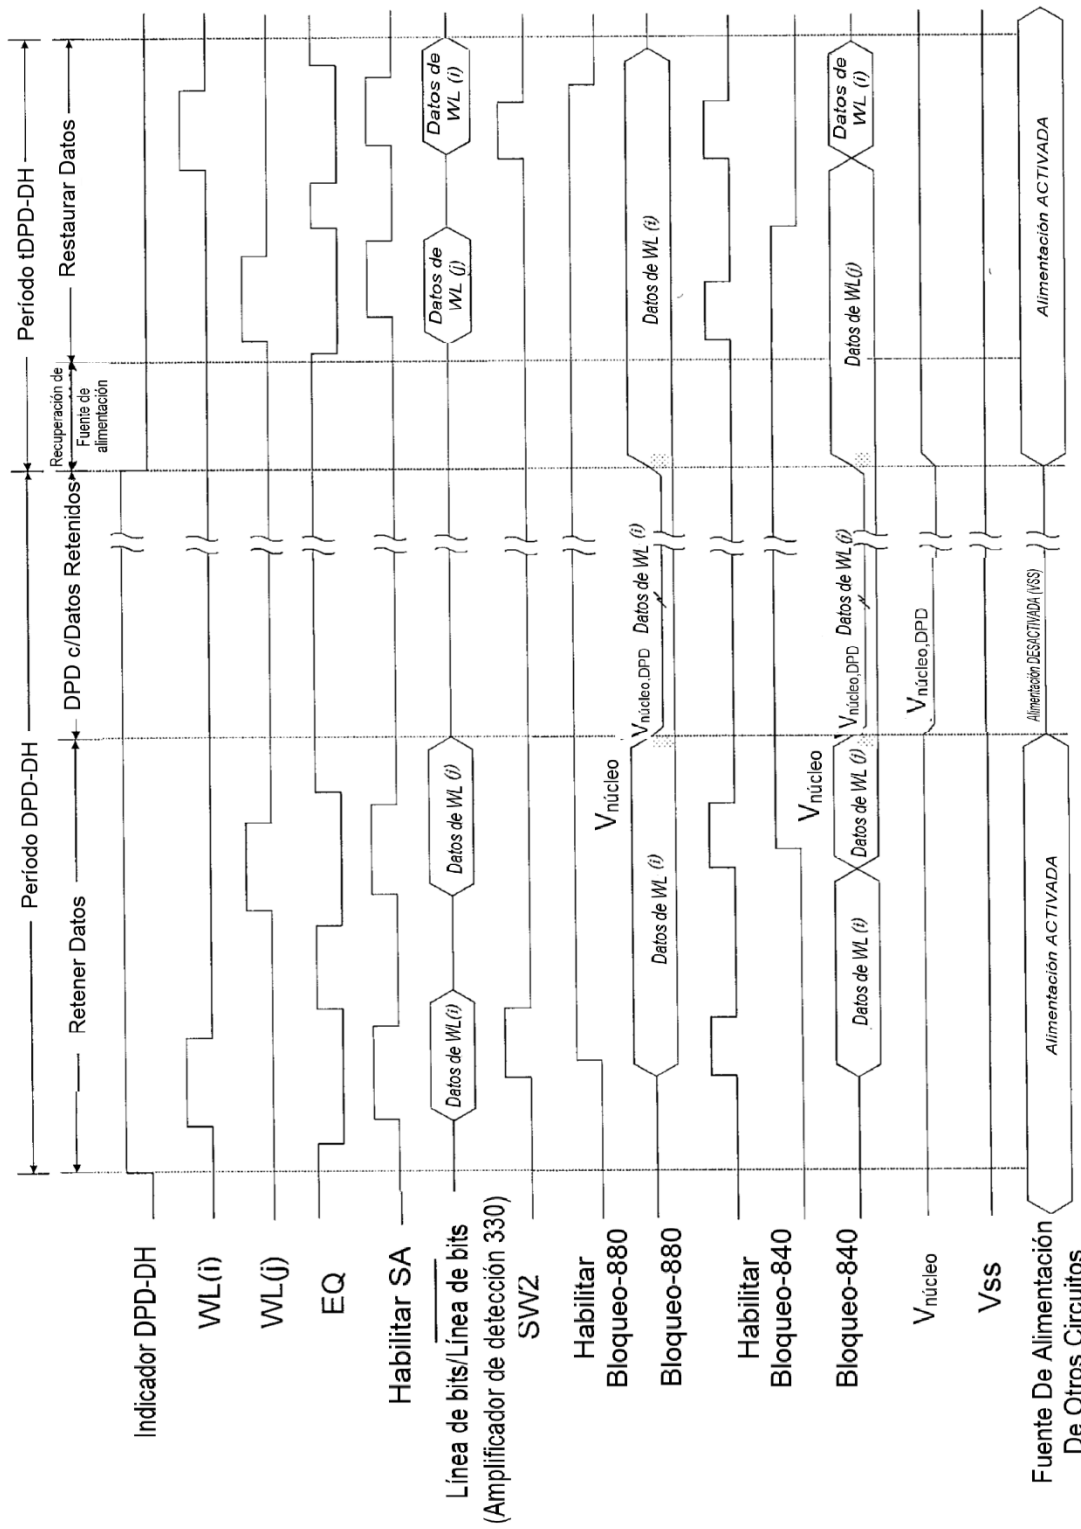 Período DPD-DH
Período tDPD-DH
Retener Datos
DPD c/Datos Retenidos
Recuperación de
Fuente de
alimentación
Restaurar Datos
Indicador DPD-DH
WL(i)
WL(j)
EQ
Habilitar SA
Línea de bits/Línea de bits
(Amplificador de detección 330)
Datos de WL(i)
Datos de WL (j)
Datos de
WL (j)
Datos de
WL (i)
SW2
Habilitar
Bloqueo-880
Bloqueo-880
Datos de WL (i)
Vnúcleo
Vnúcleo,DPD
Datos de WL (i)
Datos de WL (i)
Habilitar
Bloqueo-840
Bloqueo-840
Datos de WL (i)
Datos de WL (j)
Vnúcleo
Vnúcleo,DPD
Datos de WL(j)
Datos de WL(j)
Datos de
WL (i)
Vnúcleo
Vnúcleo,DPD
Vss
Fuente De Alimentación
De Otros Circuitos
Alimentación ACTIVADA
Alimentación DESACTIVADA (VSS)
Alimentación ACTIVADA